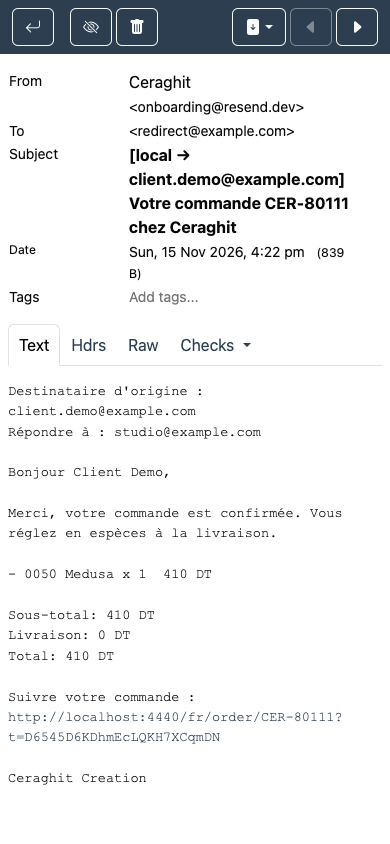 From Ceraghit
<onboarding@resend.dev>
To <redirect@example.com>
Subject [local →
client.demo@example.com]
Votre commande CER-80111
chez Ceraghit
Date Sun, 15 Nov 2026, 4:22 pm (839
B)
Tags Add tags...
Text Hdrs Raw Checks
Destinataire d'origine :
client.demo@example.com
Répondre à : studio@example.com
Bonjour Client Demo,
Merci, votre commande est confirmée. Vous
réglez en espèces à la livraison.
- 0050 Medusa x 1  410 DT
Sous-total: 410 DT
Livraison: 0 DT
Total: 410 DT
Suivre votre commande :
http://localhost:4440/fr/order/CER-80111?
t=D6545D6KDhmEcLQKH7XCqmDN
Ceraghit Creation